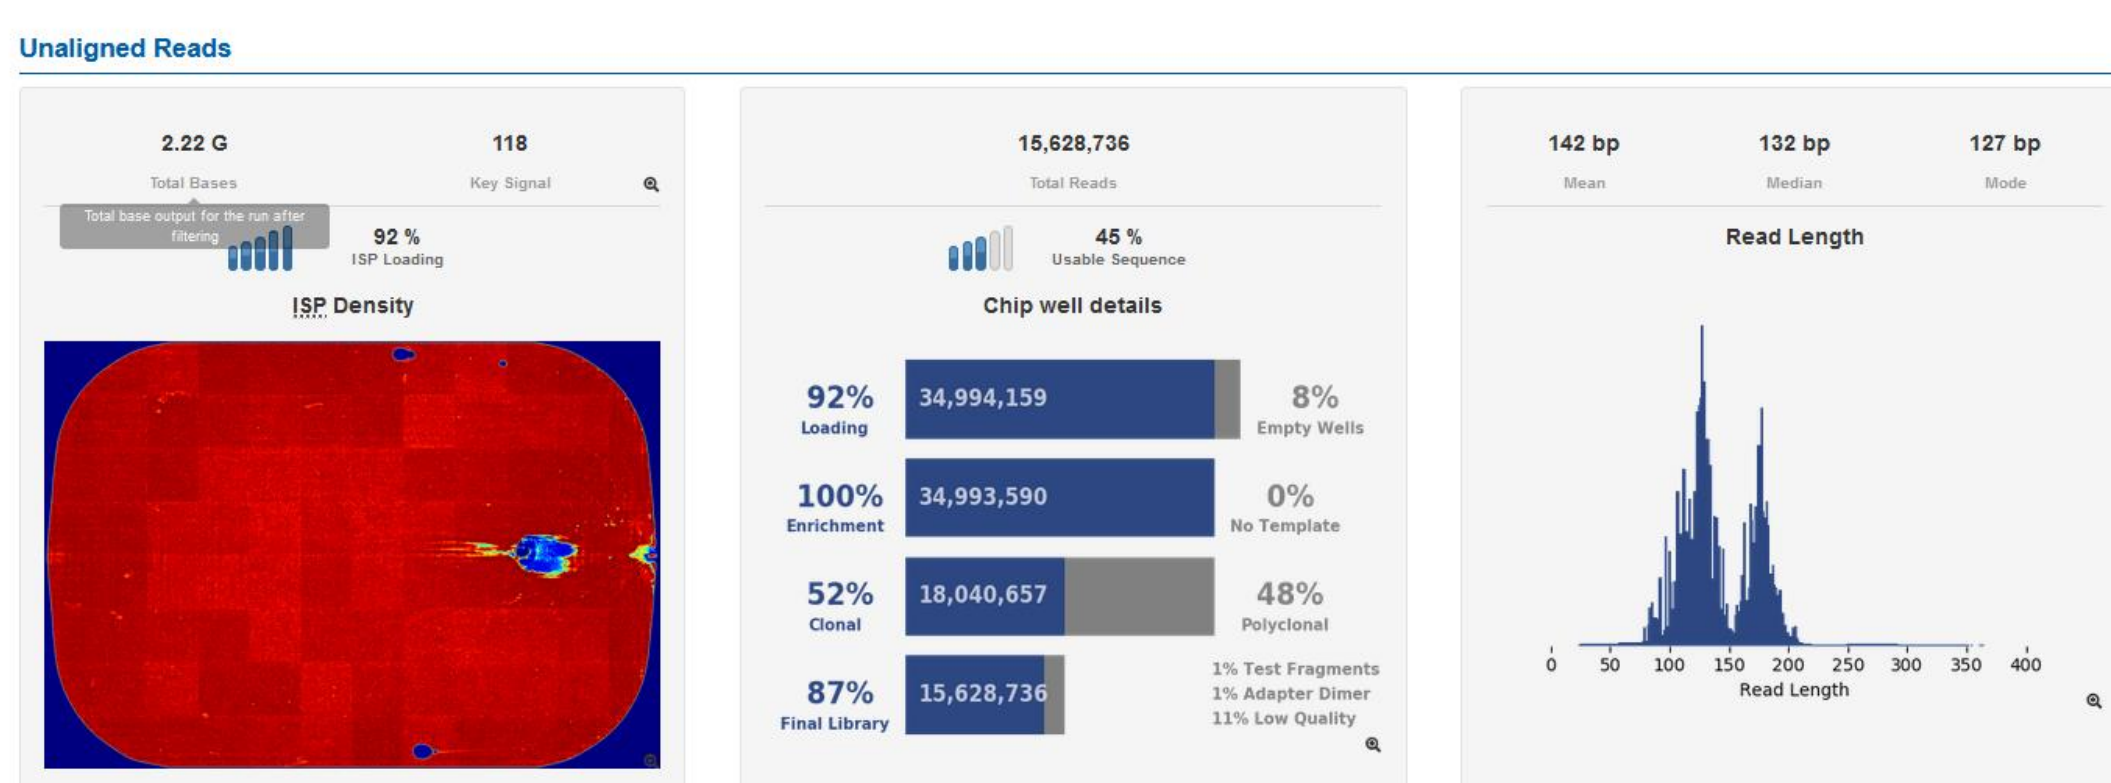 Unaligned Reads
2.22 G
Total Bases
118
Key Signal
Total base output for the run after
filtering
92 %
ISP Loading
ISP Density
15,628,736
Total Reads
45 %
Usable Sequence
Chip well details
92%
Loading
34,994,159
8%
Empty Wells
100%
Enrichment
34,993,590
0%
No Template
52%
Clonal
18,040,657
48%
Polyclonal
87%
Final Library
15,628,736
1% Test Fragments
1% Adapter Dimer
11% Low Quality
142 bp
Mean
132 bp
Median
127 bp
Mode
Read Length
0 50 100 150 200 250 300 350 400
Read Length